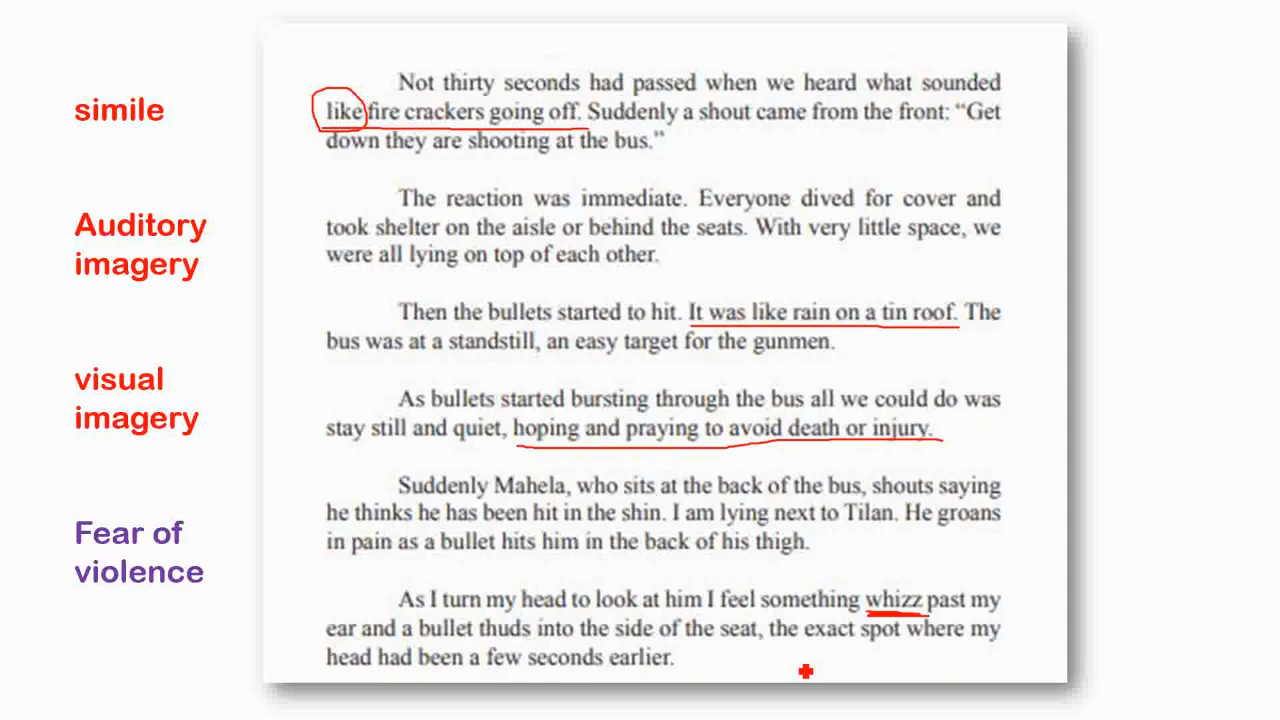 simile
Auditory
imagery
visual
imagery
Fear of
violence
Not thirty seconds had passed when we heard what sounded
like fire crackers going off. Suddenly a shout came from the front: “Get
down they are shooting at the bus.”
The reaction was immediate. Everyone dived for cover and
took shelter on the aisle or behind the seats. With very little space, we
were all lying on top of each other.
Then the bullets started to hit. It was like rain on a tin roof. The
bus was at a standstill, an easy target for the gunmen.
As bullets started bursting through the bus all we could do was
stay still and quiet, hoping and praying to avoid death or injury.
Suddenly Mahela, who sits at the back of the bus, shouts saying
he thinks he has been hit in the shin. I am lying next to Tilan. He groans
in pain as a bullet hits him in the back of his thigh.
As I turn my head to look at him I feel something whizz past my
ear and a bullet thuds into the side of the seat, the exact spot where my
head had been a few seconds earlier.